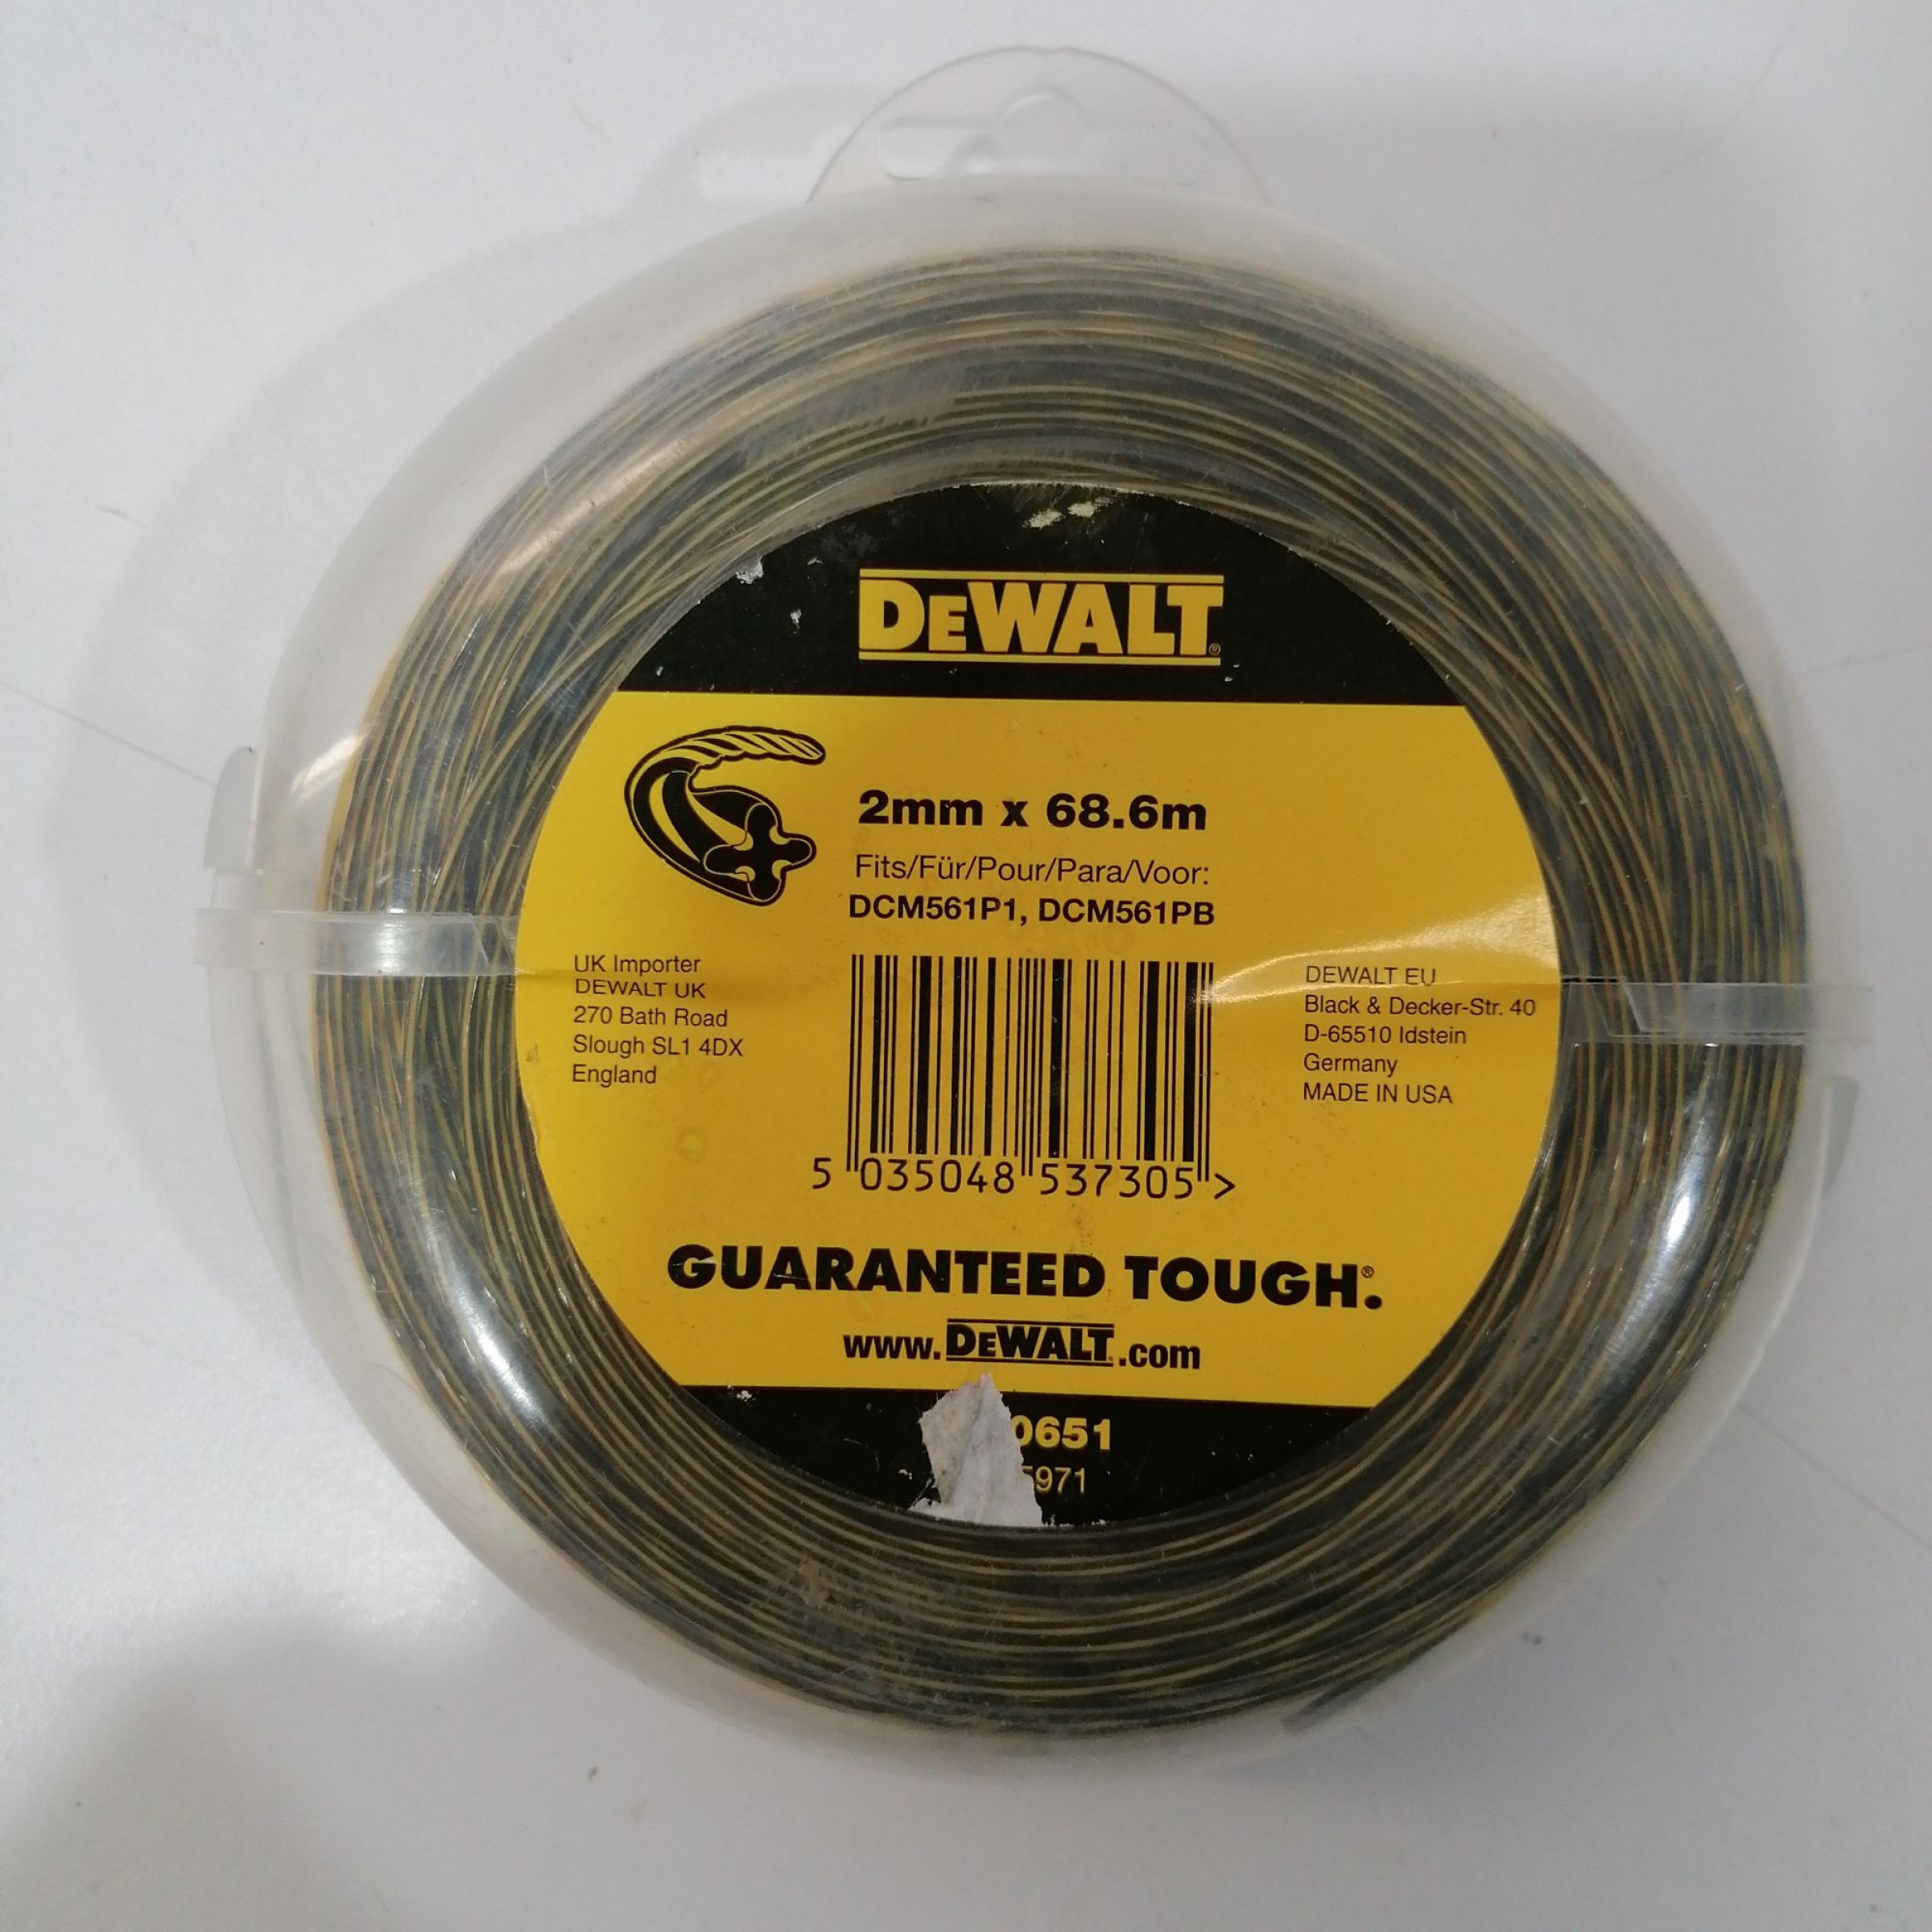 DEWALT®
2mm x 68.6m
Fits/Für/Pour/Para/Voor:
DCM561P1, DCM561PB
UK Importer
DEWALT UK
270 Bath Road
Slough SL1 4DX
England
DEWALT EU
Black & Decker-Str. 40
D-65510 Idstein
Germany
MADE IN USA
5 035048 537305 >
GUARANTEED TOUGH®.
www.DEWALT.com
0651
5971